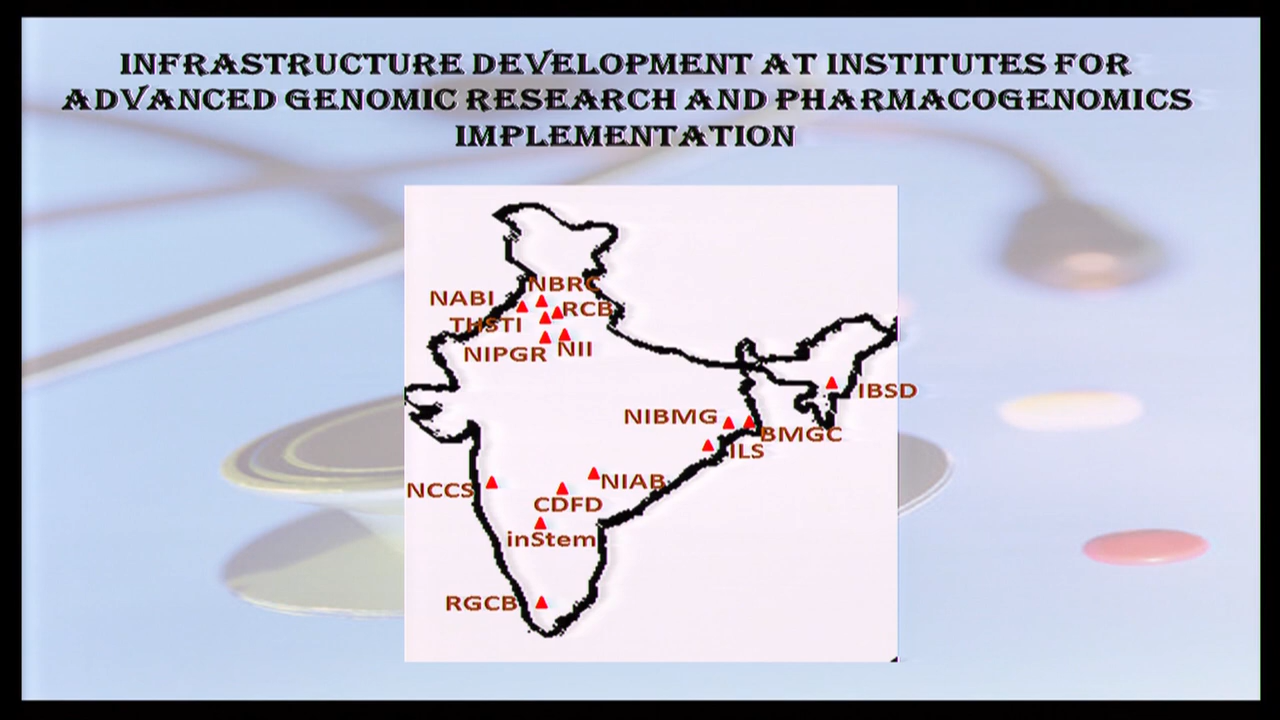 INFRASTRUCTURE DEVELOPMENT AT INSTITUTES FOR
ADVANCED GENOMIC RESEARCH AND PHARMACOGENOMICS
IMPLEMENTATION
NBRC
NABI
RCB
THSTI
NIPGR
NII
IBSD
NIBMG
BMGC
ILS
NIAB
NCCS
CDFD
inStem
RGCB